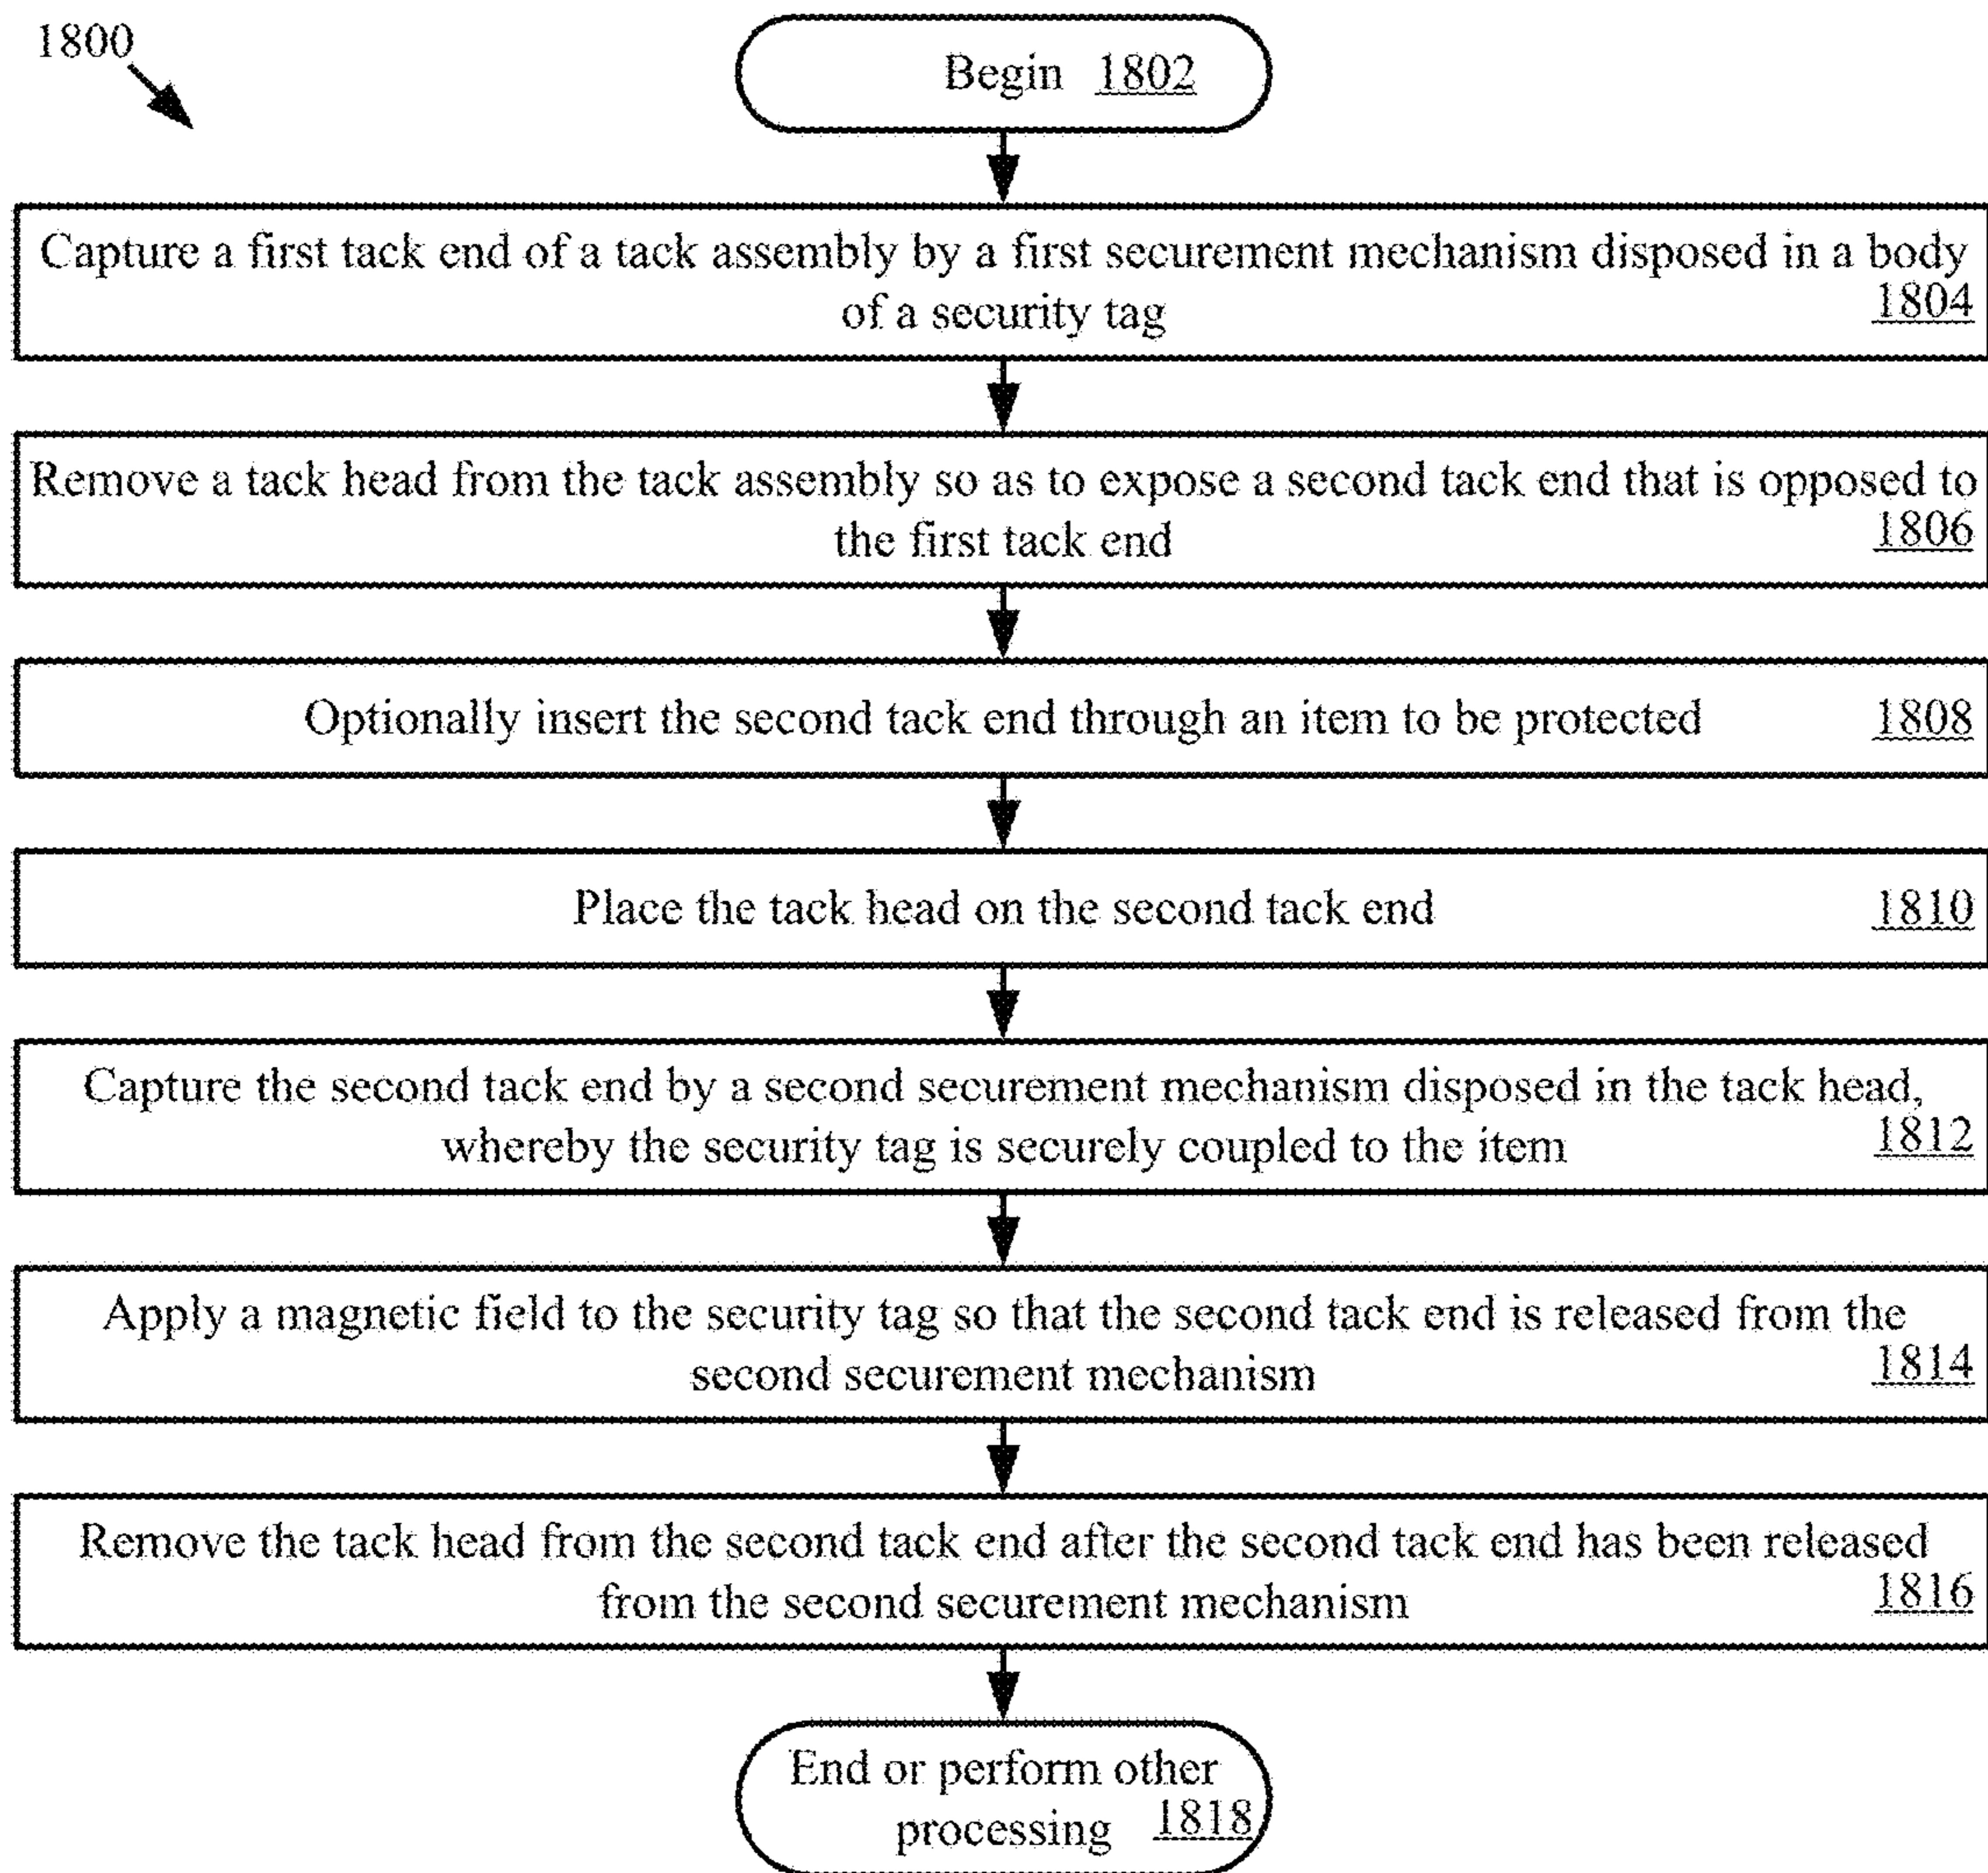 1800
Begin 1802
Capture a first tack end of a tack assembly by a first securement mechanism disposed in a body
of a security tag 1804
Remove a tack head from the tack assembly so as to expose a second tack end that is opposed to
the first tack end 1806
Optionally insert the second tack end through an item to be protected 1808
Place the tack head on the second tack end 1810
Capture the second tack end by a second securement mechanism disposed in the tack head,
whereby the security tag is securely coupled to the item 1812
Apply a magnetic field to the security tag so that the second tack end is released from the
second securement mechanism 1814
Remove the tack head from the second tack end after the second tack end has been released
from the second securement mechanism 1816
End or perform other
processing 1818